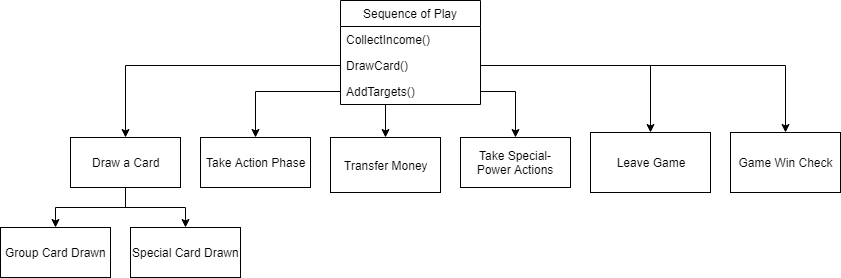 Sequence of Play
CollectIncome()
DrawCard()
AddTargets()
Draw a Card
Take Action Phase
Transfer Money
Take Special-
Power Actions
Leave Game
Game Win Check
Group Card Drawn
Special Card Drawn